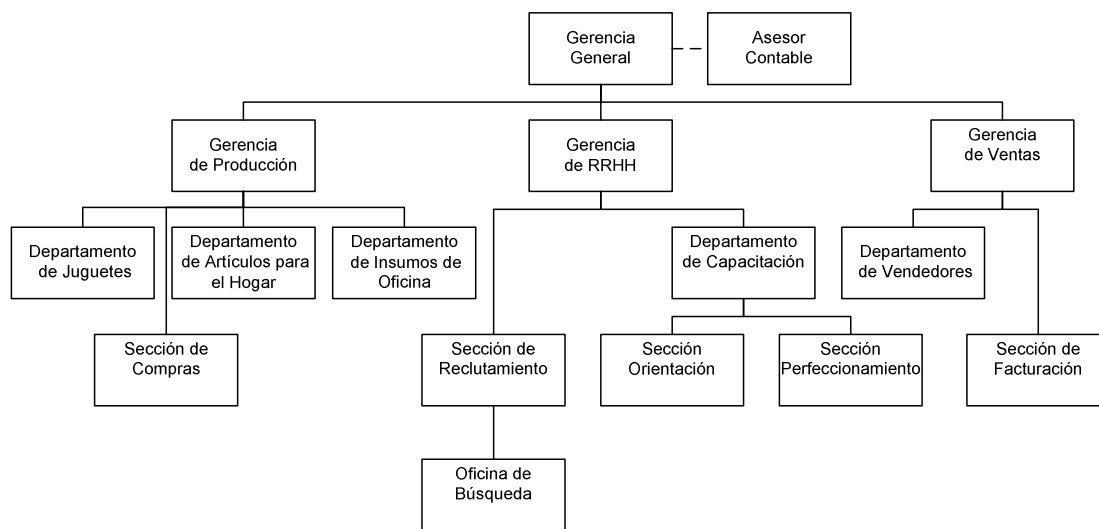 Gerencia
General
Asesor
Contable
Gerencia
de Producción
Gerencia
de RRHH
Gerencia
de Ventas
Departamento
de Juguetes
Departamento
de Artículos para
el Hogar
Departamento
de Insumos de
Oficina
Departamento
de Capacitación
Departamento
de Vendedores
Sección de
Compras
Sección de
Reclutamiento
Sección
Orientación
Sección
Perfeccionamiento
Sección de
Facturación
Oficina de
Búsqueda